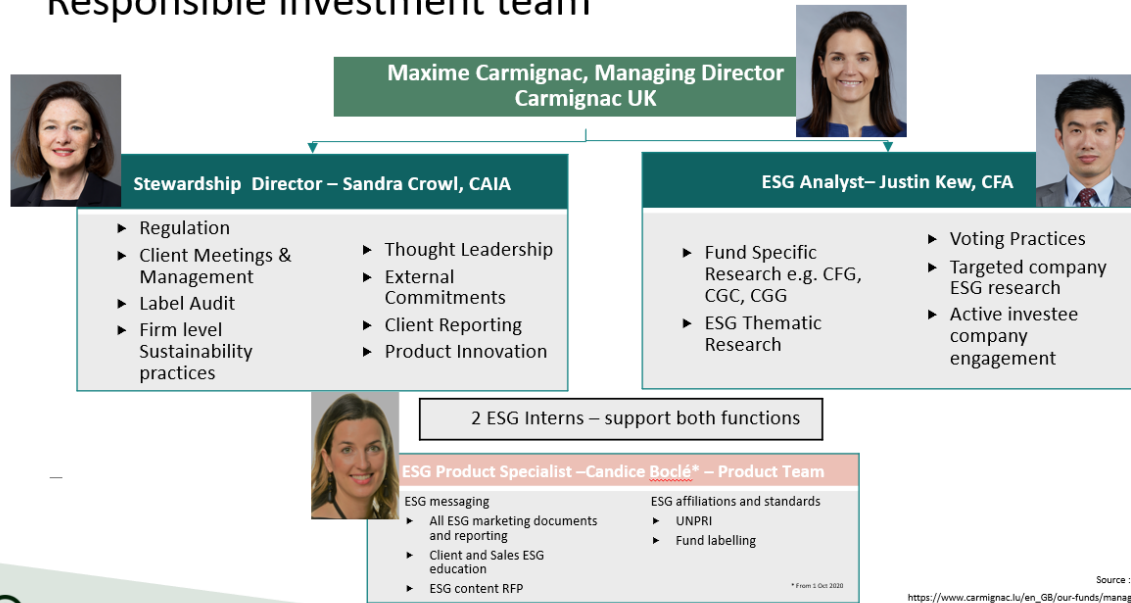 Responsible Investment team
Maxime Carmignac, Managing Director
Carmignac UK
Stewardship  Director – Sandra Crowl, CAIA
Regulation
Client Meetings &
Management
Label Audit
Firm level
Sustainability
practices
Thought Leadership
External
Commitments
Client Reporting
Product Innovation
ESG Analyst– Justin Kew, CFA
Fund Specific
Research e.g. CFG,
CGC, CGG
ESG Thematic
Research
Voting Practices
Targeted company
ESG research
Active investee
company
engagement
2 ESG Interns – support both functions
ESG Product Specialist –Candice Boclé* – Product Team
ESG messaging
All ESG marketing documents
and reporting
Client and Sales ESG
education
ESG content RFP
ESG affiliations and standards
UNPRI
Fund labelling
* From 1 Oct 2020
Source :
https://www.carmignac.lu/en_GB/our-funds/manag